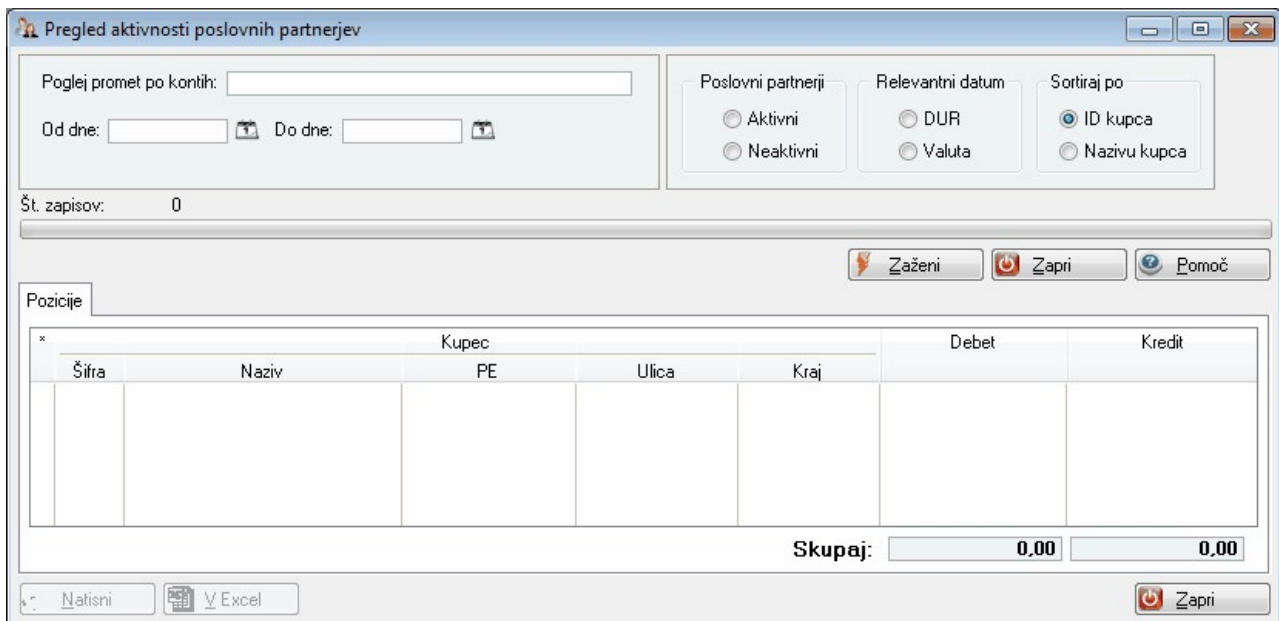 Pregled aktivnosti poslovnih partnerjev
Poglej promet po kontih:
Od dne: Do dne:
Poslovni partnerji Relevantni datum Sortiraj po
Aktivni DUR ID kupca
Neaktivni Valuta Nazivu kupca
Št. zapisov: 0
Zaženi Zapri Pomoč
Pozicije
* Kupec Debet Kredit
Šifra Naziv PE Ulica Kraj
Skupaj: 0,00 0,00
Natisni V Excel Zapri